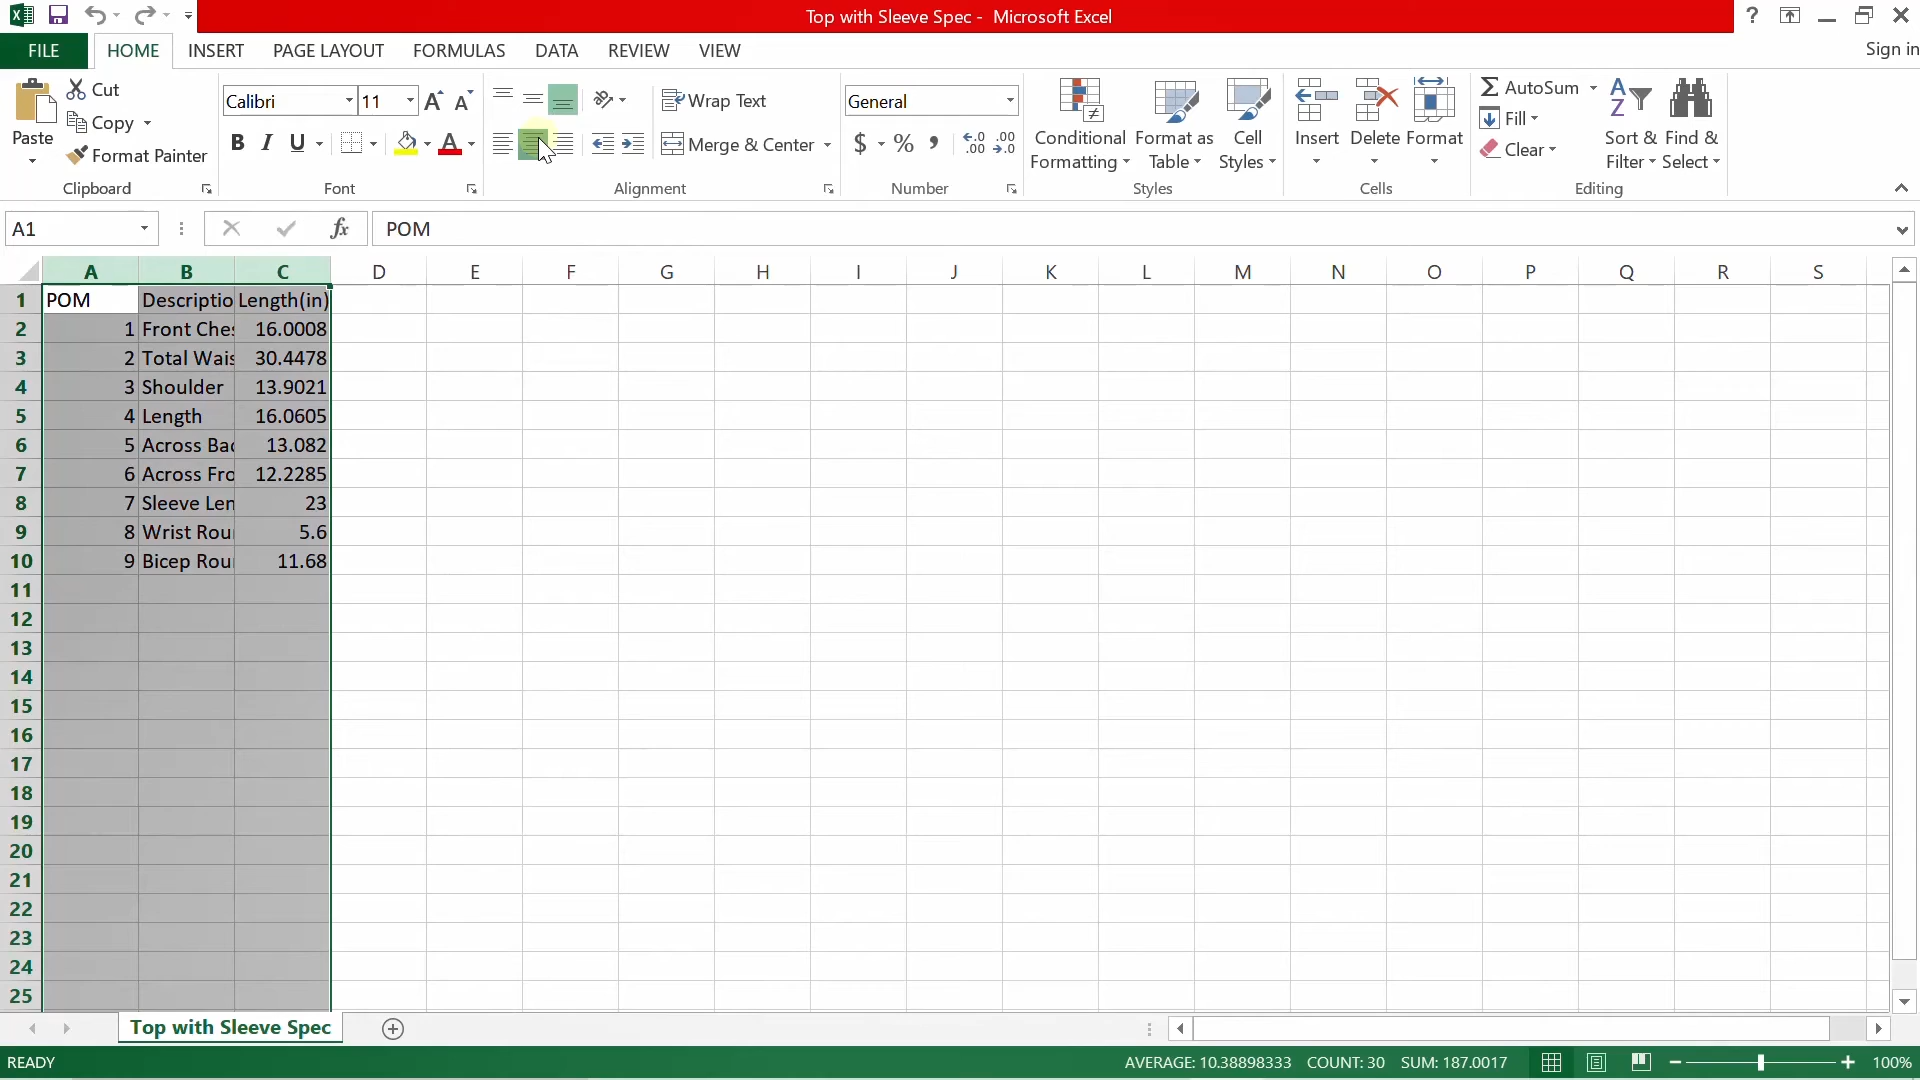 Top with Sleeve Spec - Microsoft Excel
?
FILE HOME INSERT PAGE LAYOUT FORMULAS DATA REVIEW VIEW
Sign in
Paste
Cut
Copy
Format Painter
Clipboard
Calibri 11
B I U A
Font
Wrap Text
Merge & Center
Alignment
General
$ % ,
Number
Conditional Formatting
Format as Table
Cell Styles
Styles
Insert Delete Format
Cells
AutoSum
Fill
Clear
Sort & Filter
Find & Select
Editing
A1 fx POM
A B C D E F G H I J K L M N O P Q R S
1 POM Descriptio Length(in)
2 1 Front Ches 16.0008
3 2 Total Wais 30.4478
4 3 Shoulder 13.9021
5 4 Length 16.0605
6 5 Across Bac 13.082
7 6 Across Fro 12.2285
8 7 Sleeve Len 23
9 8 Wrist Rou 5.6
10 9 Bicep Rou 11.68
11
12
13
14
15
16
17
18
19
20
21
22
23
24
25
Top with Sleeve Spec
READY AVERAGE: 10.38898333 COUNT: 30 SUM: 187.0017 100%